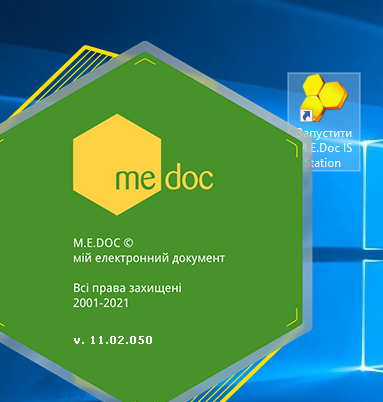 me doc
M.E.DOC ©
мій електронний документ
Всі права захищені
2001-2021
v. 11.02.050
Запустити
M.E.Doc IS
Station